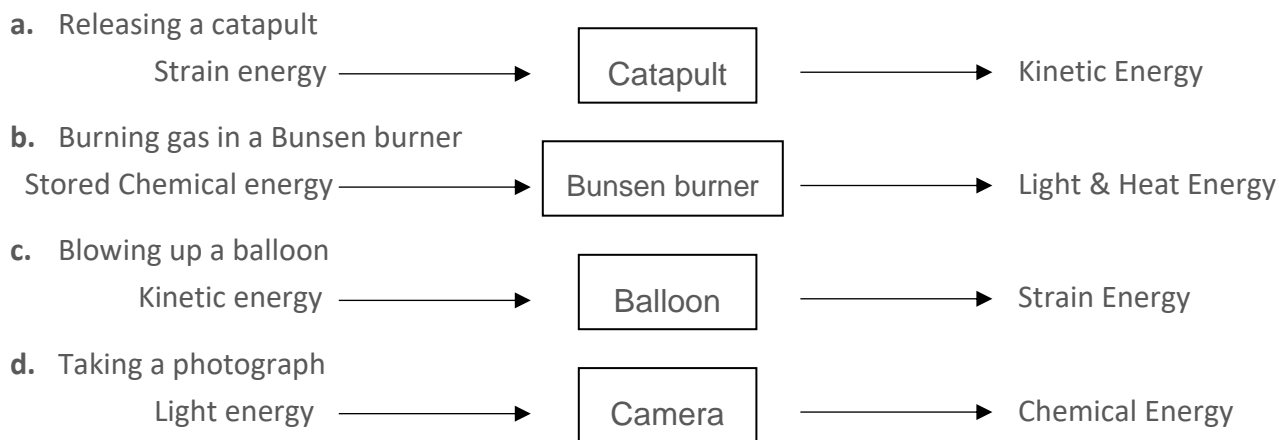 a. Releasing a catapult
Strain energy Catapult Kinetic Energy
b. Burning gas in a Bunsen burner
Stored Chemical energy Bunsen burner Light & Heat Energy
c. Blowing up a balloon
Kinetic energy Balloon Strain Energy
d. Taking a photograph
Light energy Camera Chemical Energy